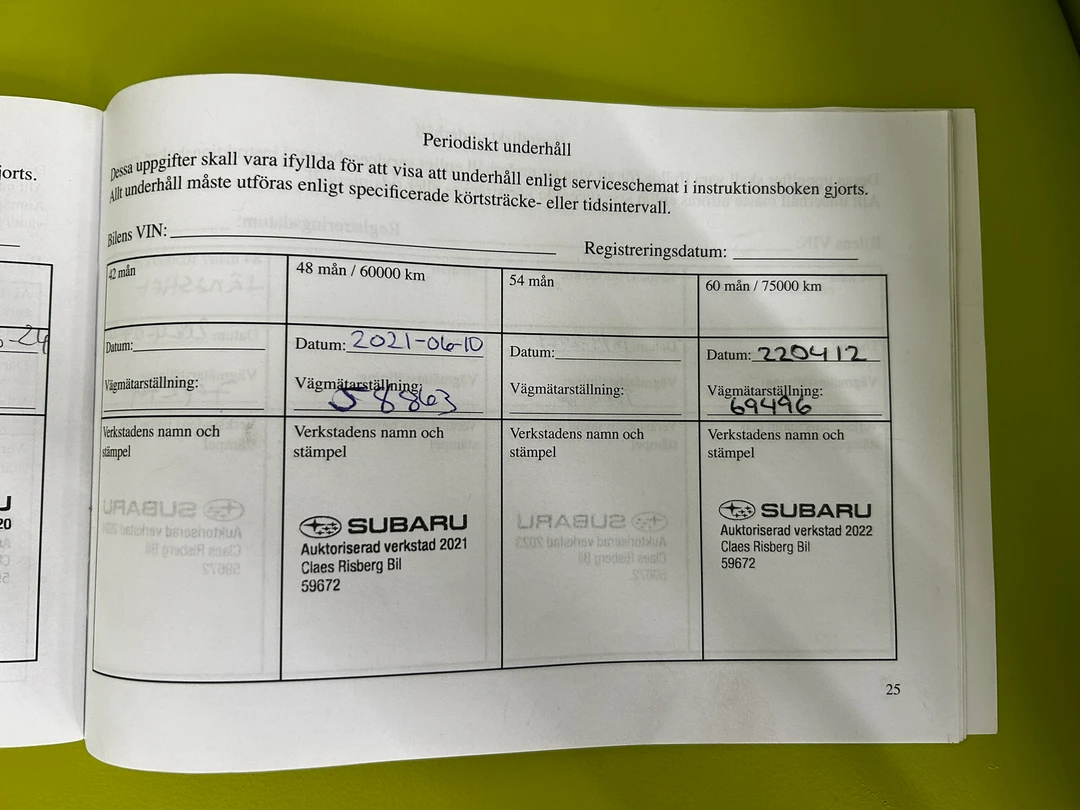 jorts.
-24
20
Periodiskt underhåll
Dessa uppgifter skall vara ifyllda för att visa att underhåll enligt serviceschemat i instruktionsboken gjorts.
Allt underhåll måste utföras enligt specificerade körtsträcke- eller tidsintervall.
Bilens VIN:
Registreringsdatum:
42 mån
Datum:
Vägmätarställning:
Verkstadens namn och
stämpel
48 mån / 60000 km
Datum: 2021-06-10
Vägmätarställning:
58863
Verkstadens namn och
stämpel
SUBARU
Auktoriserad verkstad 2021
Claes Risberg Bil
59672
54 mån
Datum:
Vägmätarställning:
Verkstadens namn och
stämpel
60 mån / 75000 km
Datum: 220412
Vägmätarställning:
69496
Verkstadens namn och
stämpel
SUBARU
Auktoriserad verkstad 2022
Claes Risberg Bil
59672
25